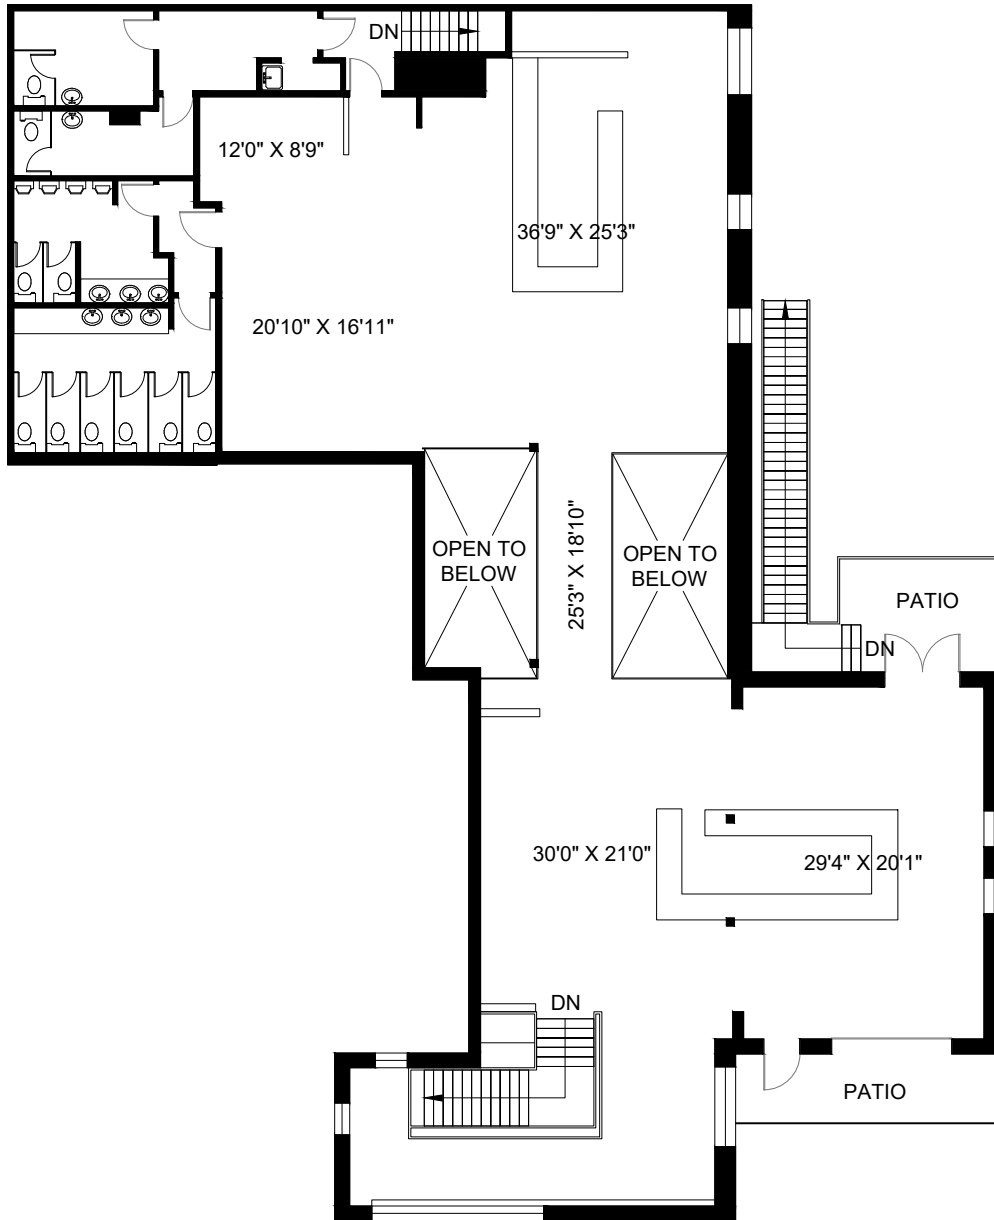 DN
12'0" X 8'9"
36'9" X 25'3"
20'10" X 16'11"
OPEN TO
BELOW
25'3" X 18'10"
OPEN TO
BELOW
PATIO
DN
30'0" X 21'0"
29'4" X 20'1"
DN
PATIO